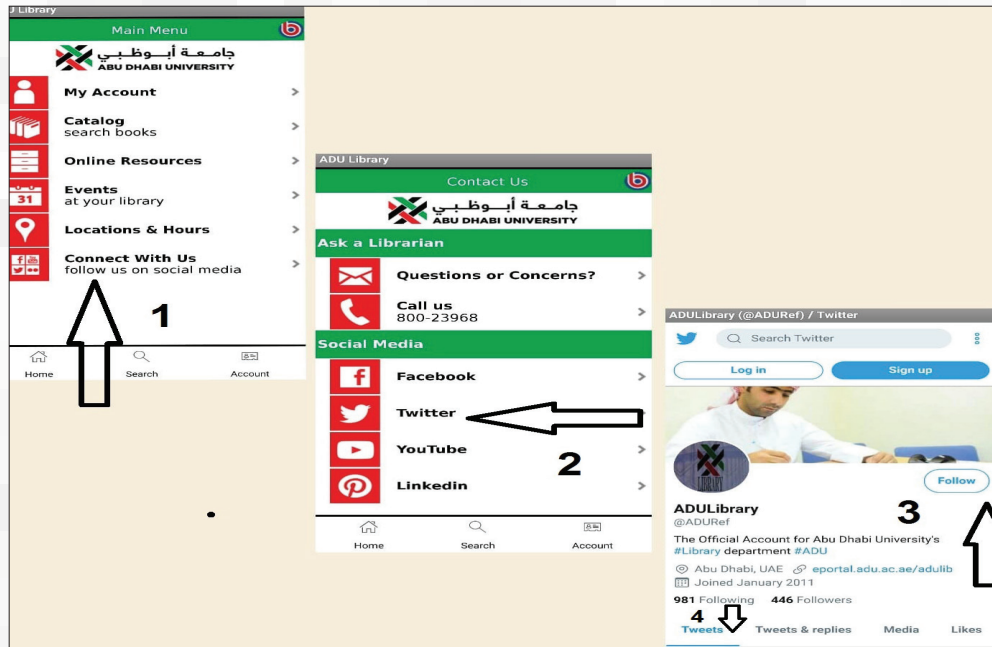 J Library
Main Menu
جامعة أبوظبي
ABU DHABI UNIVERSITY
My Account
Catalog
search books
Online Resources
31
Events
at your library
Locations & Hours
Connect With Us
follow us on social media
1
Home Search Account
ADU Library
Contact Us
جامعة أبوظبي
ABU DHABI UNIVERSITY
Ask a Librarian
Questions or Concerns?
Call us
800-23968
Social Media
Facebook
Twitter
YouTube
2
Linkedin
Home Search Account
ADULibrary (@ADURef) / Twitter
Search Twitter
Log in Sign up
LIBRARY
Follow
ADULibrary
3
@ADURef
The Official Account for Abu Dhabi University's
#Library department #ADU
Abu Dhabi, UAE eportal.adu.ac.ae/adulib
Joined January 2011
981 Following 446 Followers
4
Tweets Tweets & replies Media Likes